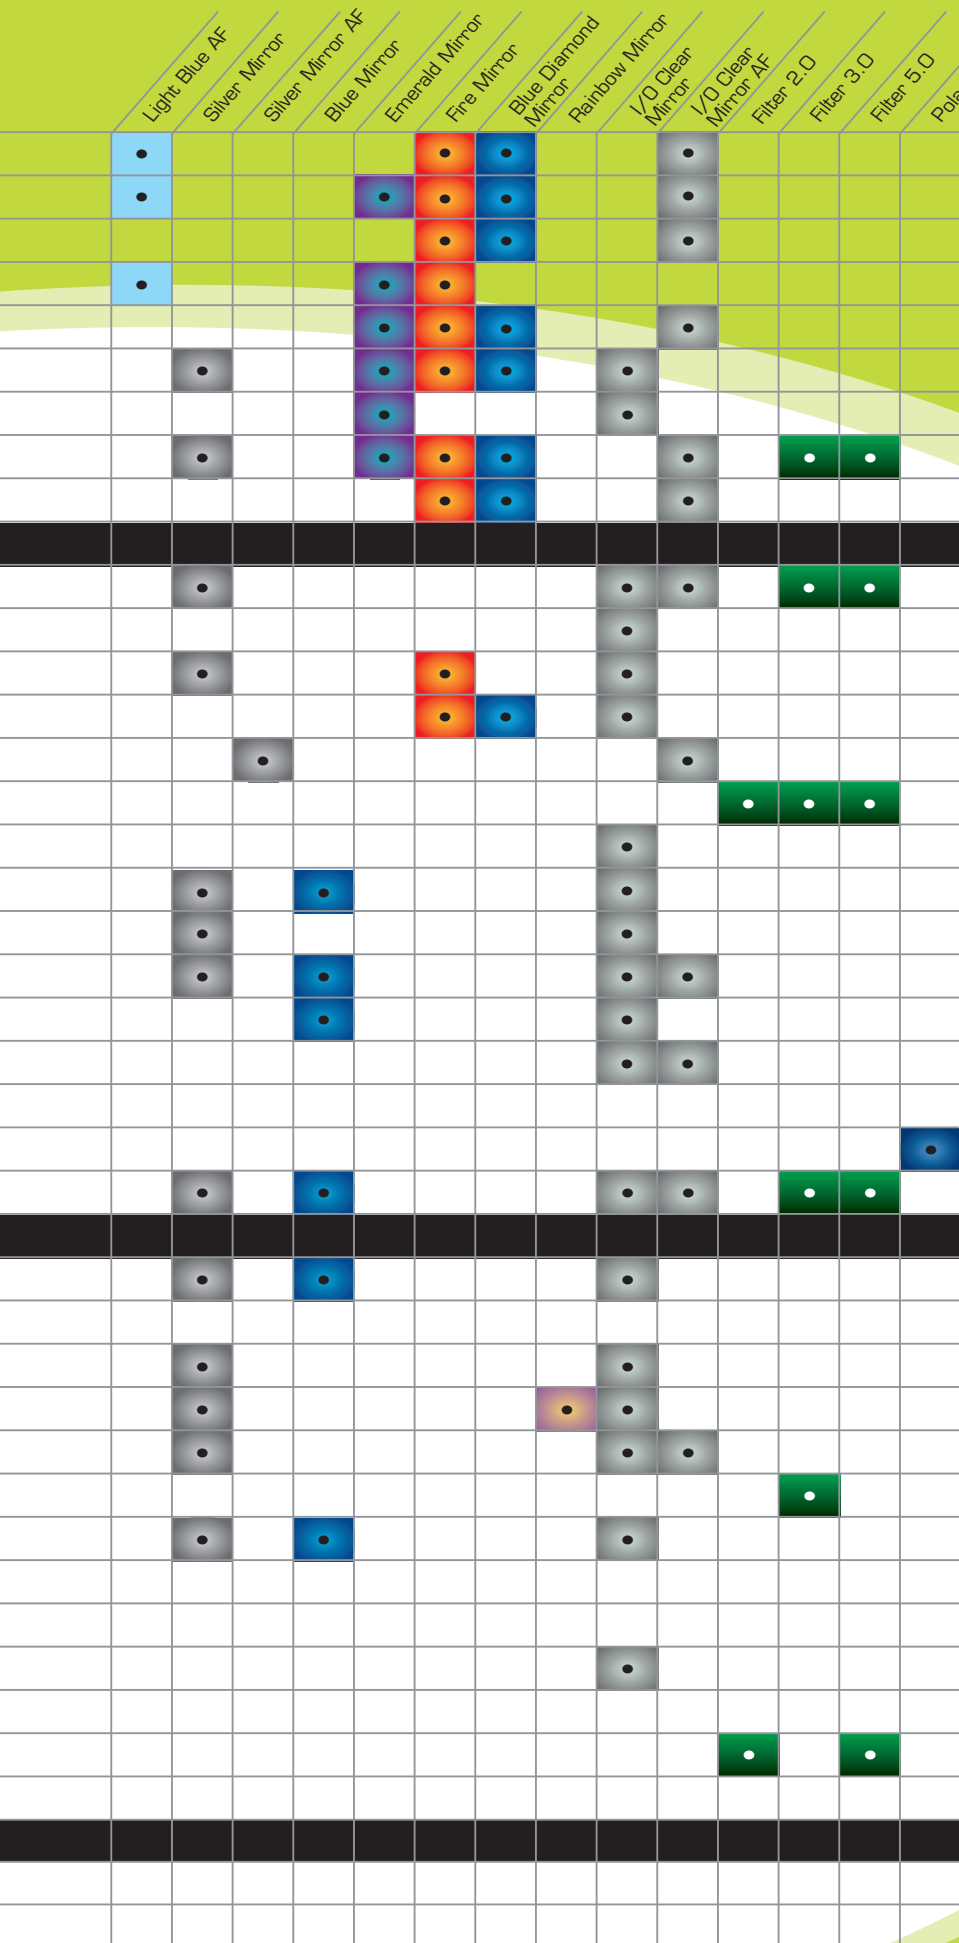 Light Blue AF
Silver Mirror
Silver Mirror AF
Blue Mirror
Emerald Mirror
Fire Mirror
Blue Diamond
Mirror
Rainbow Mirror
I/O Clear
Mirror
I/O Clear
Mirror AF
Filter 2.0
Filter 3.0
Filter 5.0